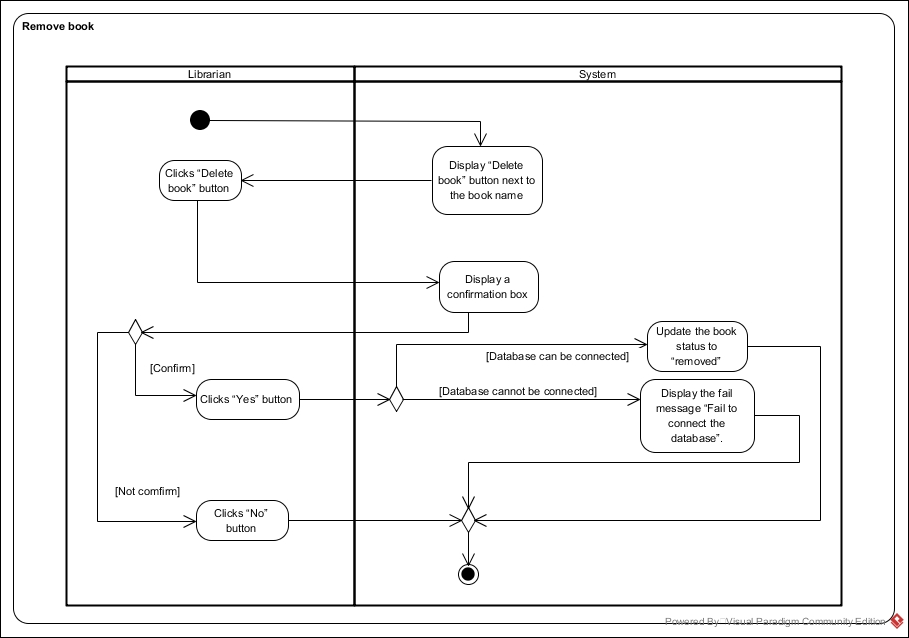 Remove book
Librarian
System
Display “Delete
book” button next to
the book name
Clicks “Delete
book” button
Display a
confirmation box
Update the book
status to
“removed”
[Database can be connected]
[Confirm]
Clicks “Yes” button
[Database cannot be connected]
Display the fail
message “Fail to
connect the
database”.
[Not comfirm]
Clicks “No”
button
Powered By Visual Paradigm Community Edition